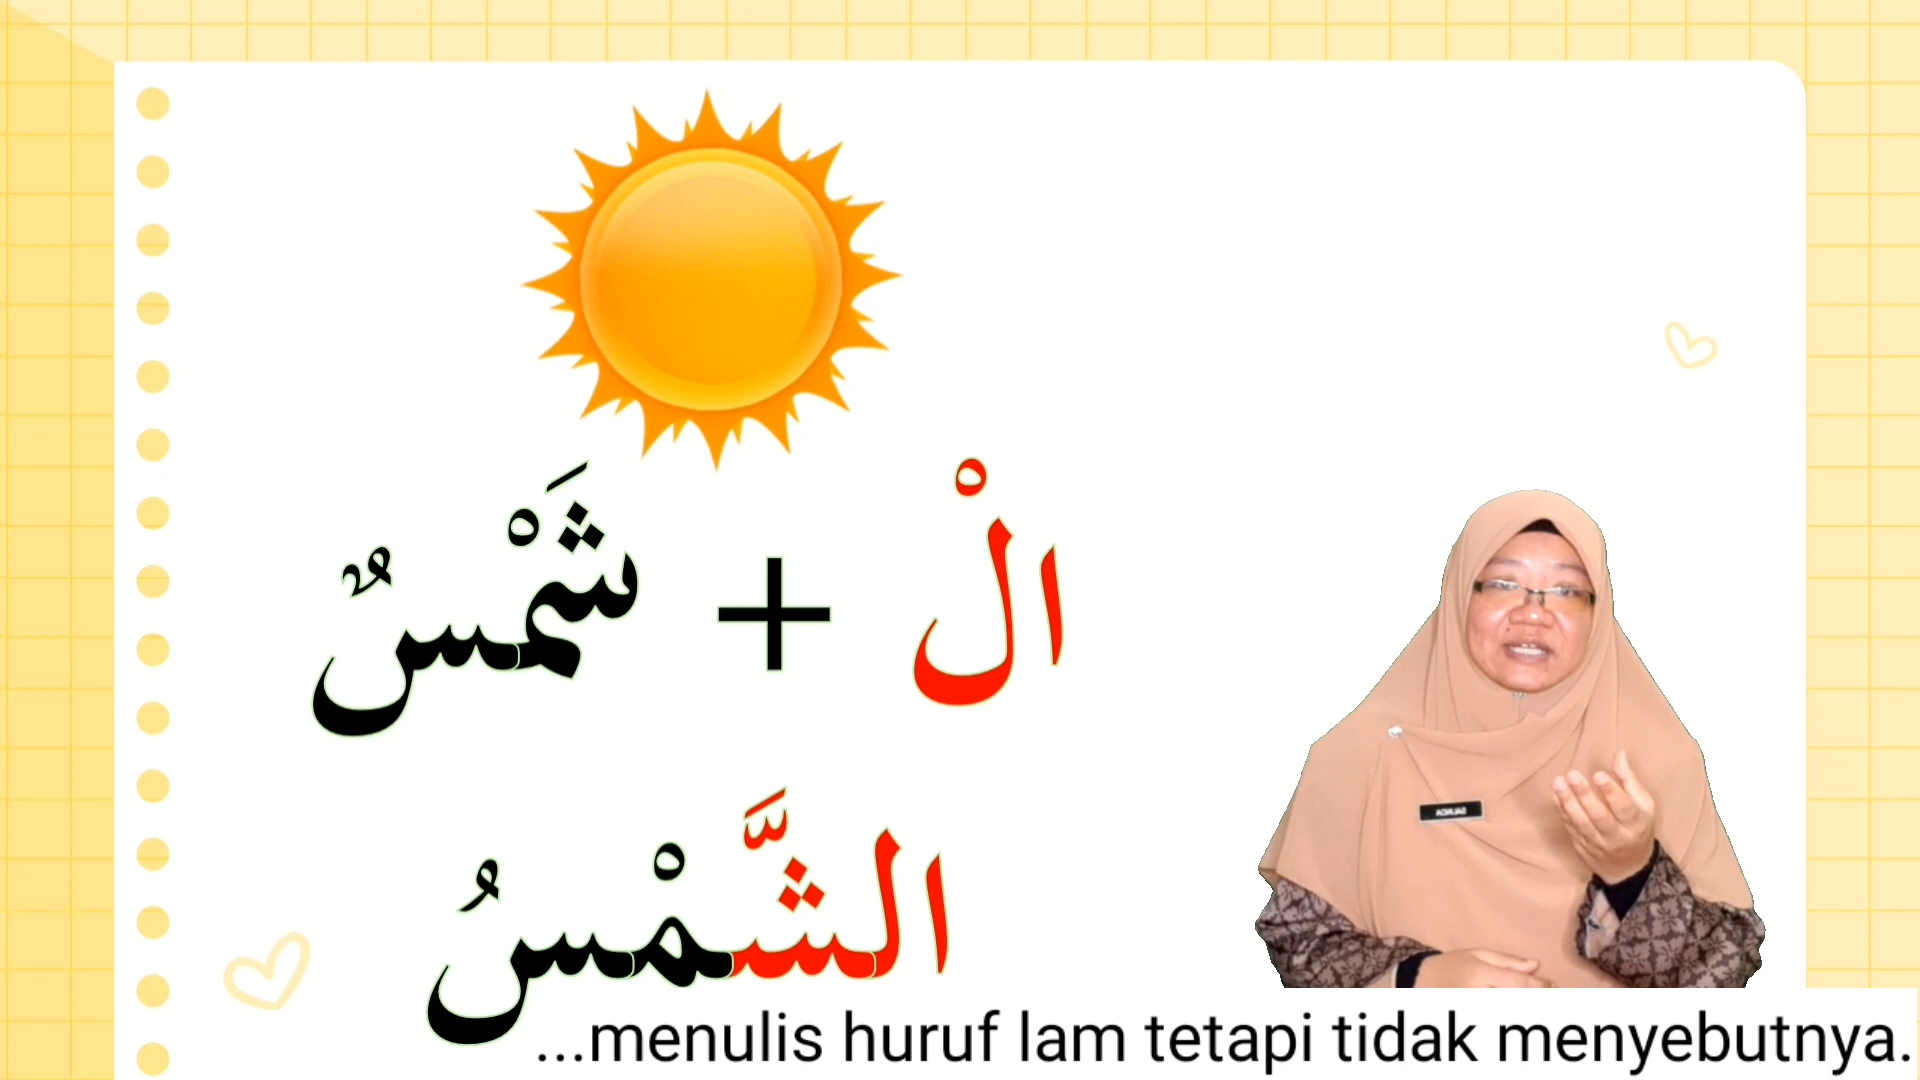 الْ + شَمْسٌ
الشَّمْسُ
...menulis huruf lam tetapi tidak menyebutnya.